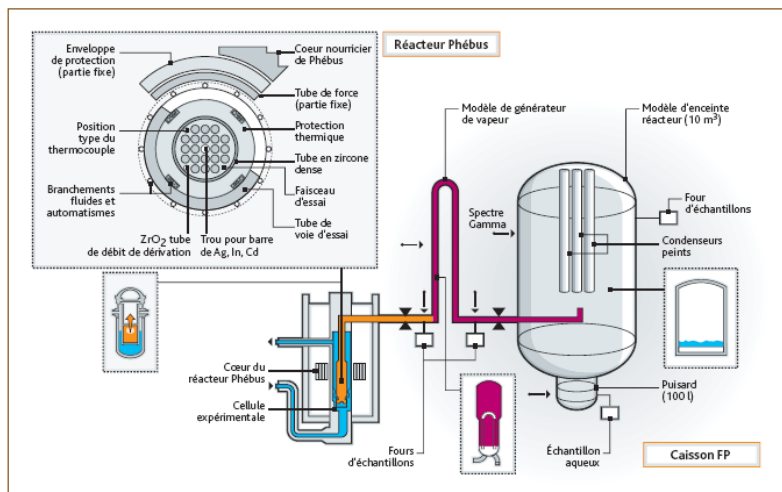 Réacteur Phébus
Enveloppe
de protection
(partie fixe)
Coeur nourricier
de Phébus
Tube de force
(partie fixe)
Position
type du
thermocouple
Protection
thermique
Tube en zircone
dense
Branchements
fluides et
automatismes
Faisceau
d'essai
Tube de
voie d'essai
ZrO2 tube
de débit de dérivation
Trou pour barre
de Ag, In, Cd
Modèle de générateur
de vapeur
Modèle d'enceinte
réacteur (10 m³)
Spectre
Gamma
Four
d'échantillons
Condenseurs
peints
Cœur du
réacteur Phébus
Cellule
expérimentale
Fours
d'échantillons
Puisard
(100 l)
Échantillon
aqueux
Caisson FP